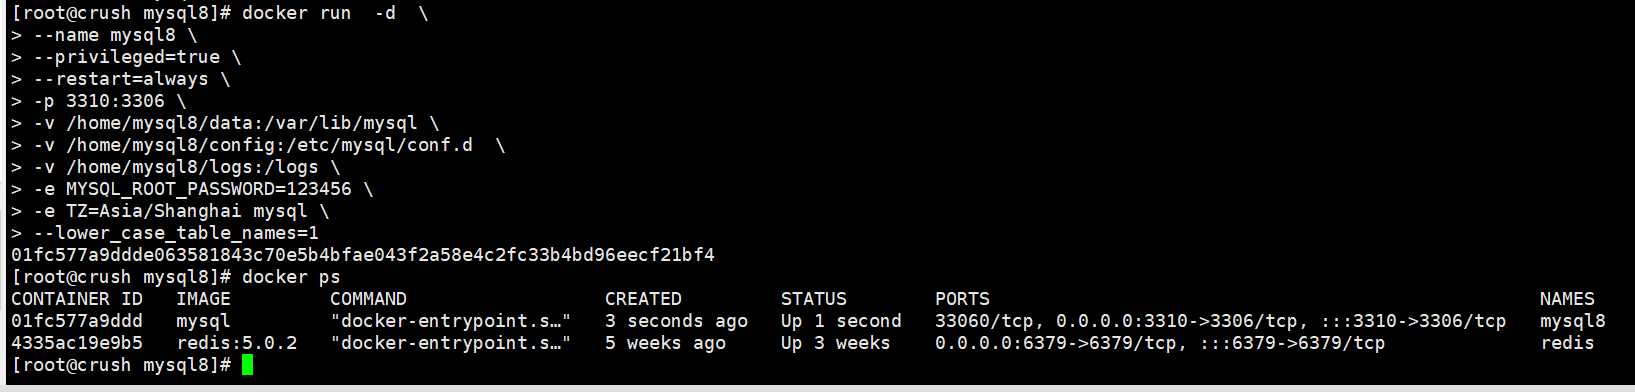 [root@crush mysql8]# docker run  -d  \
> --name mysql8 \
> --privileged=true \
> --restart=always \
> -p 3310:3306 \
> -v /home/mysql8/data:/var/lib/mysql \
> -v /home/mysql8/config:/etc/mysql/conf.d  \
> -v /home/mysql8/logs:/logs \
> -e MYSQL_ROOT_PASSWORD=123456 \
> -e TZ=Asia/Shanghai mysql \
> --lower_case_table_names=1
01fc577a9ddde063581843c70e5b4bfae043f2a58e4c2fc33b4bd96eecf21bf4
[root@crush mysql8]# docker ps
CONTAINER ID   IMAGE         COMMAND                  CREATED         STATUS        PORTS                                                  NAMES
01fc577a9ddd   mysql         "docker-entrypoint.s…"   3 seconds ago   Up 1 second   33060/tcp, 0.0.0.0:3310->3306/tcp, :::3310->3306/tcp   mysql8
4335ac19e9b5   redis:5.0.2   "docker-entrypoint.s…"   5 weeks ago     Up 3 weeks    0.0.0.0:6379->6379/tcp, :::6379->6379/tcp              redis
[root@crush mysql8]#